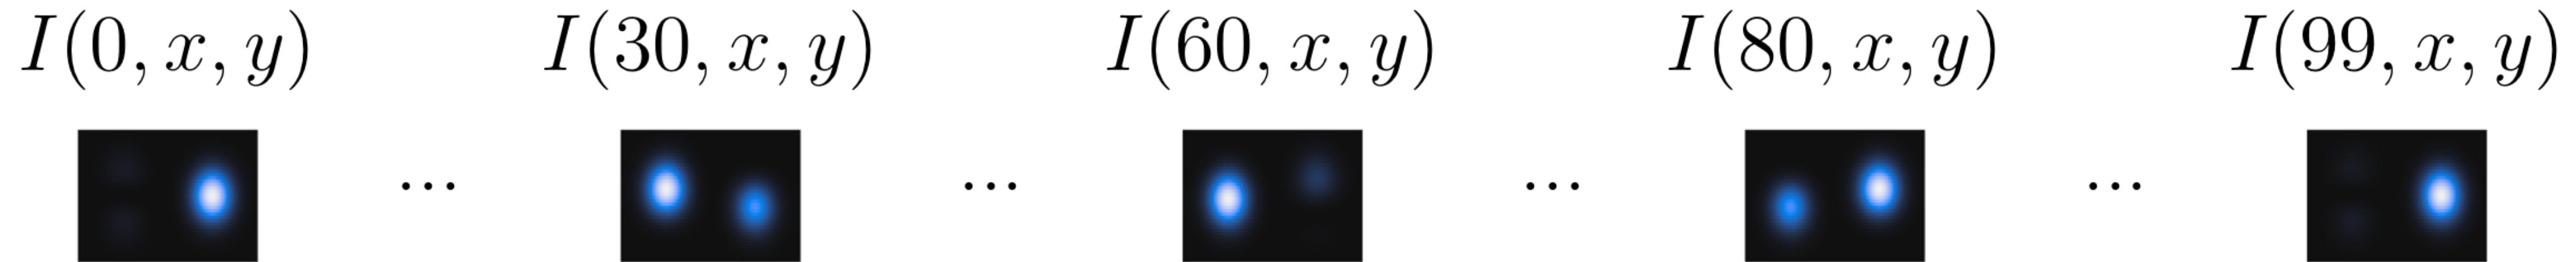 I(0, x, y) I(30, x, y) I(60, x, y) I(80, x, y) I(99, x, y)
... ... ... ...